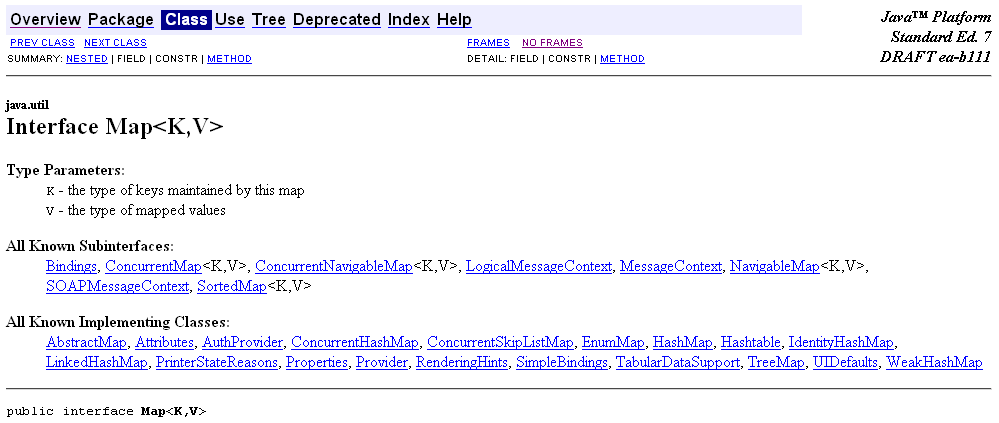 Overview Package Class Use Tree Deprecated Index Help
Java™ Platform
Standard Ed. 7
DRAFT ea-b111
PREV CLASS NEXT CLASS
FRAMES NO FRAMES
SUMMARY: NESTED | FIELD | CONSTR | METHOD
DETAIL: FIELD | CONSTR | METHOD
java.util
Interface Map<K,V>
Type Parameters:
K - the type of keys maintained by this map
V - the type of mapped values
All Known Subinterfaces:
Bindings, ConcurrentMap<K,V>, ConcurrentNavigableMap<K,V>, LogicalMessageContext, MessageContext, NavigableMap<K,V>,
SOAPMessageContext, SortedMap<K,V>
All Known Implementing Classes:
AbstractMap, Attributes, AuthProvider, ConcurrentHashMap, ConcurrentSkipListMap, EnumMap, HashMap, Hashtable, IdentityHashMap,
LinkedHashMap, PrinterStateReasons, Properties, Provider, RenderingHints, SimpleBindings, TabularDataSupport, TreeMap, UIDefaults, WeakHashMap
public interface Map<K,V>